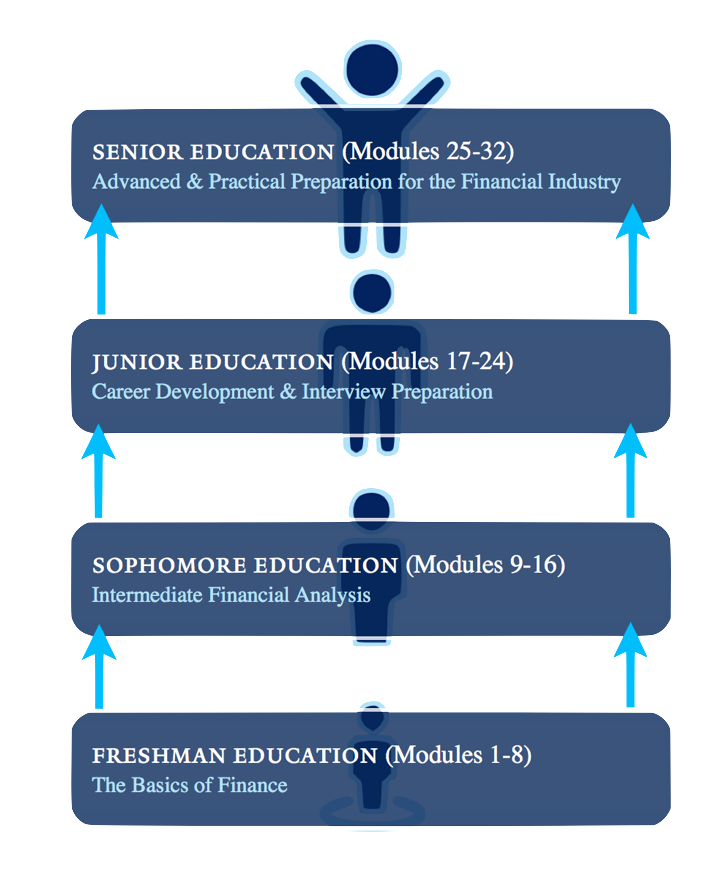 SENIOR EDUCATION (Modules 25-32)
Advanced & Practical Preparation for the Financial Industry
JUNIOR EDUCATION (Modules 17-24)
Career Development & Interview Preparation
SOPHOMORE EDUCATION (Modules 9-16)
Intermediate Financial Analysis
FRESHMAN EDUCATION (Modules 1-8)
The Basics of Finance